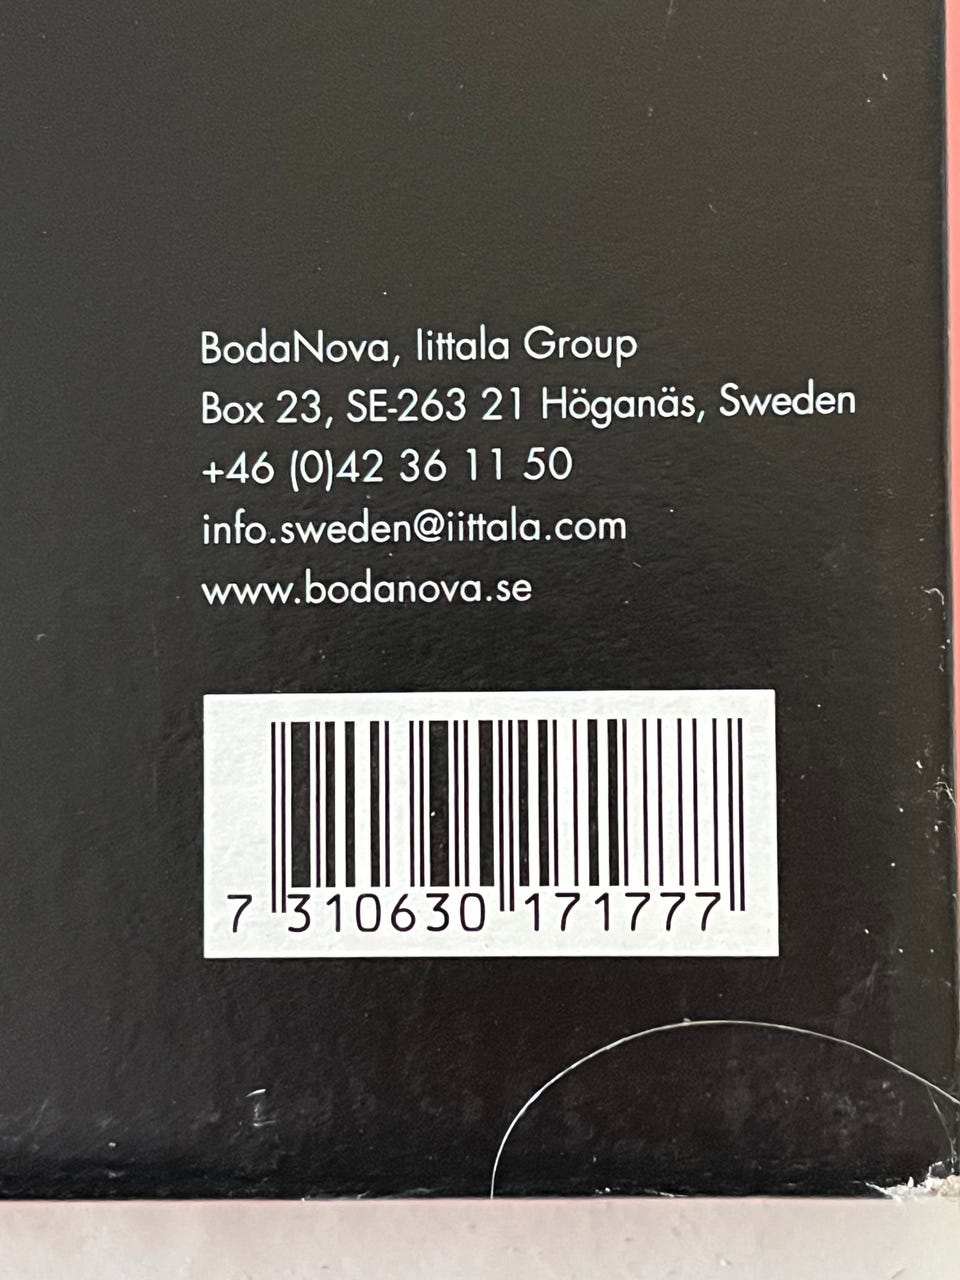 BodaNova, Iittala Group
Box 23, SE-263 21 Höganäs, Sweden
+46 (0)42 36 11 50
info.sweden@iittala.com
www.bodanova.se
7 310630 171777